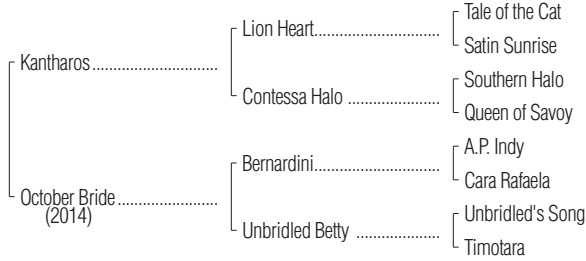 Tale of the Cat
Lion Heart
Satin Sunrise
Kantharos
Southern Halo
Contessa Halo
Queen of Savoy
A.P. Indy
Bernardini
Cara Rafaela
October Bride
(2014)
Unbridled's Song
Unbridled Betty
Timotara